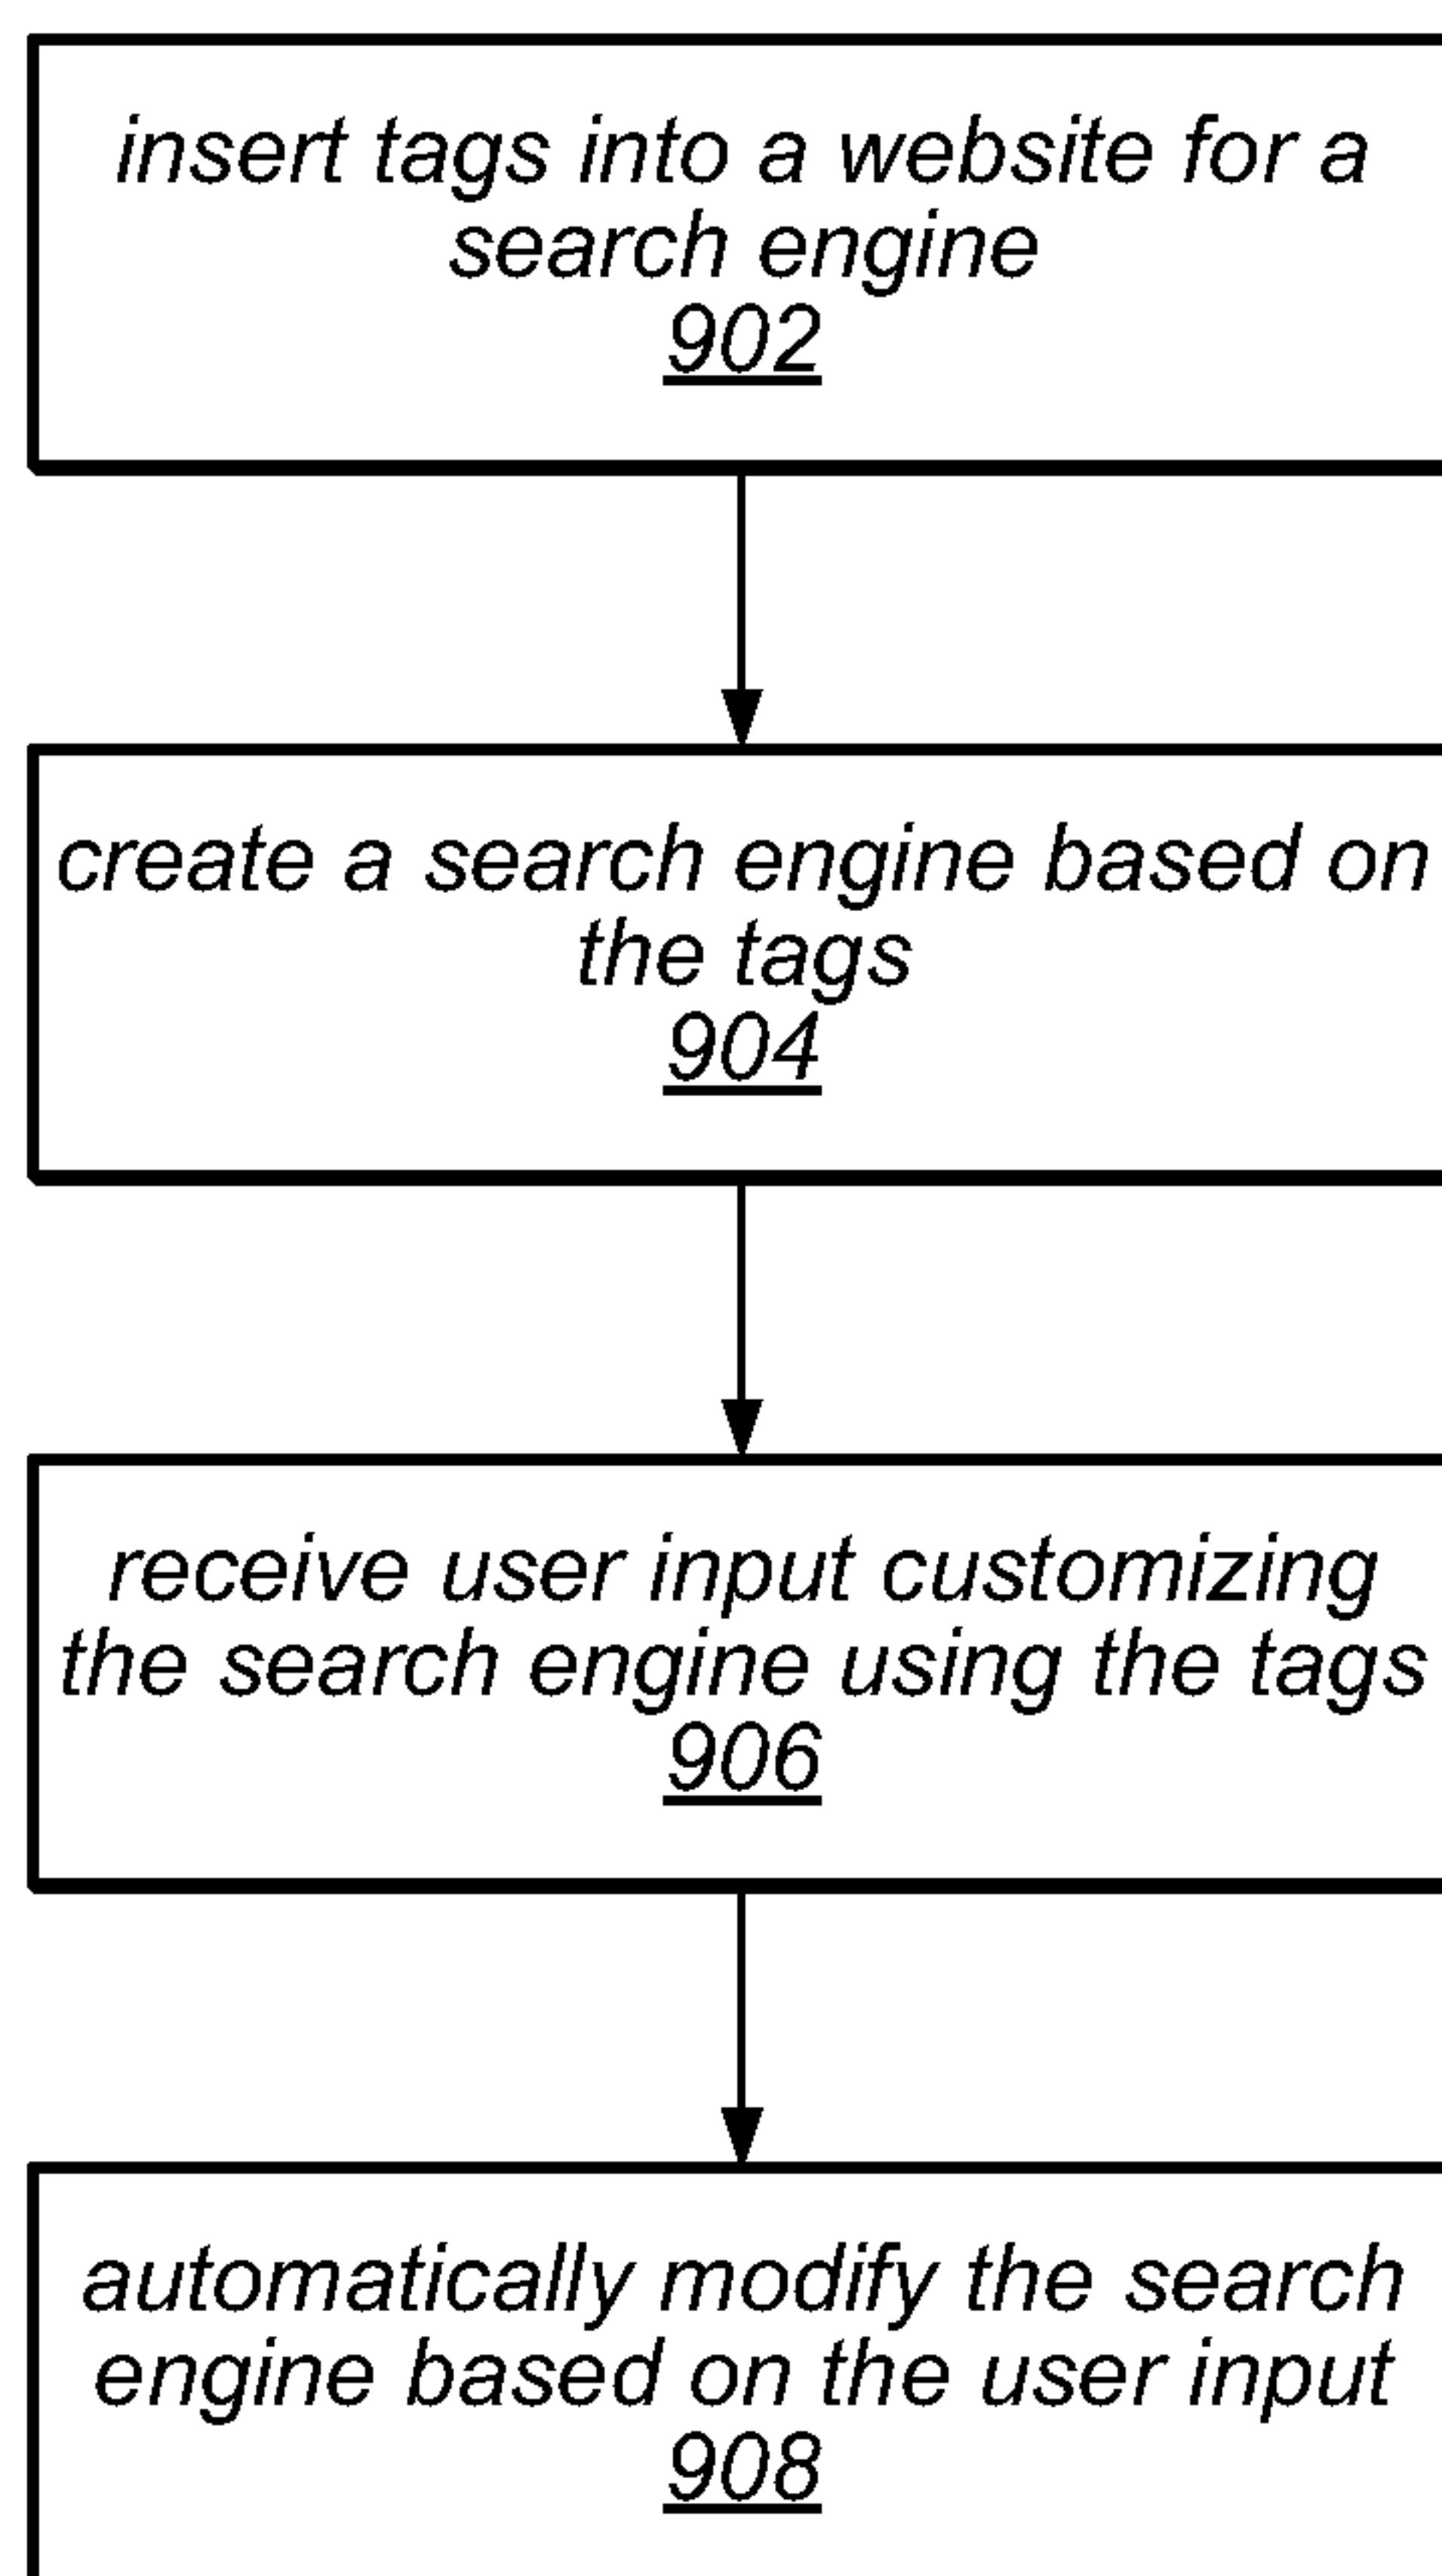 insert tags into a website for a
search engine
902
create a search engine based on
the tags
904
receive user input customizing
the search engine using the tags
906
automatically modify the search
engine based on the user input
908